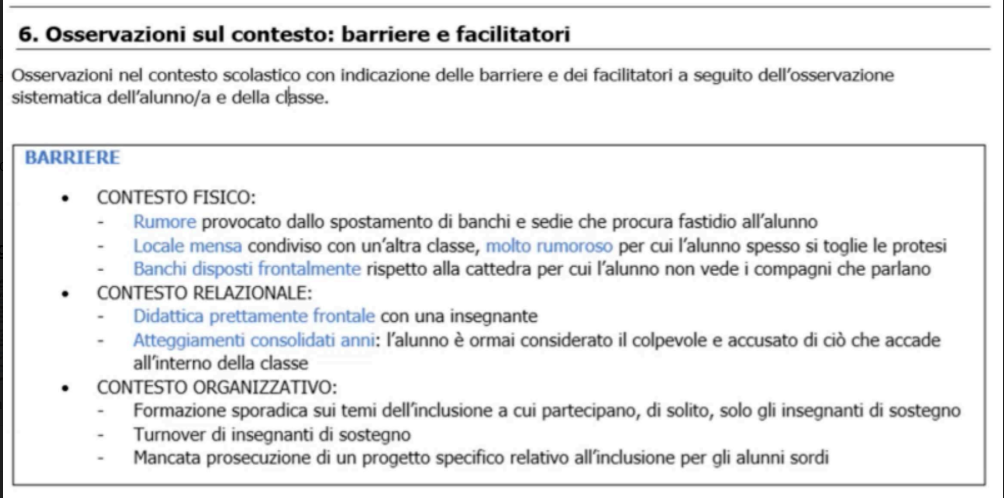 6. Osservazioni sul contesto: barriere e facilitatori
Osservazioni nel contesto scolastico con indicazione delle barriere e dei facilitatori a seguito dell'osservazione
sistematica dell'alunno/a e della classe.
BARRIERE
• CONTESTO FISICO:
- Rumore provocato dallo spostamento di banchi e sedie che procura fastidio all'alunno
- Locale mensa condiviso con un'altra classe, molto rumoroso per cui l'alunno spesso si toglie le protesi
- Banchi disposti frontalmente rispetto alla cattedra per cui l'alunno non vede i compagni che parlano
• CONTESTO RELAZIONALE:
- Didattica prettamente frontale con una insegnante
- Atteggiamenti consolidati anni: l'alunno è ormai considerato il colpevole e accusato di ciò che accade
all'interno della classe
• CONTESTO ORGANIZZATIVO:
- Formazione sporadica sui temi dell'inclusione a cui partecipano, di solito, solo gli insegnanti di sostegno
- Turnover di insegnanti di sostegno
- Mancata prosecuzione di un progetto specifico relativo all'inclusione per gli alunni sordi